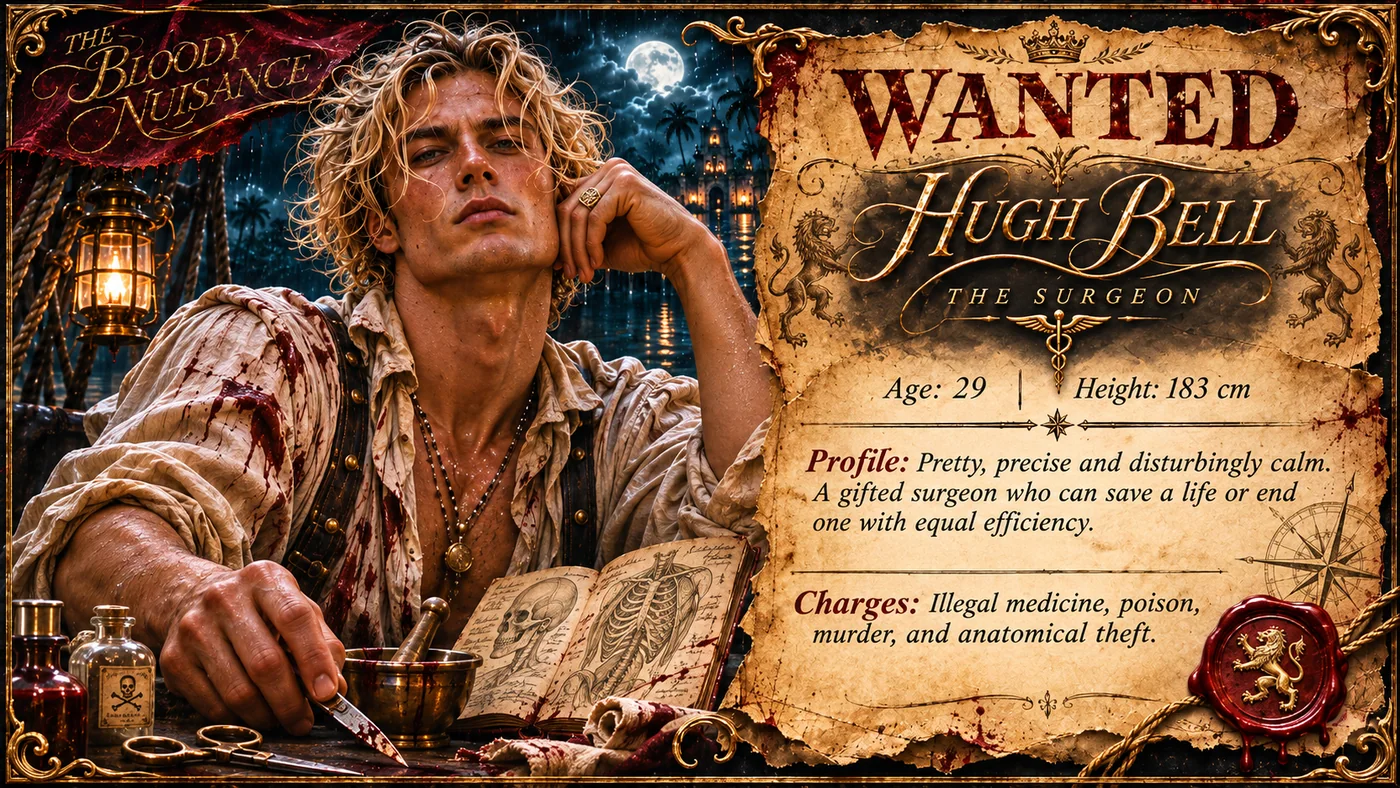 THE
BLOODY
NUISANCE
WANTED
HUGH BELL
THE SURGEON
Age: 29 | Height: 183 cm
Profile: Pretty, precise and disturbingly calm.
A gifted surgeon who can save a life or end
one with equal efficiency.
Charges: Illegal medicine, poison,
murder, and anatomical theft.